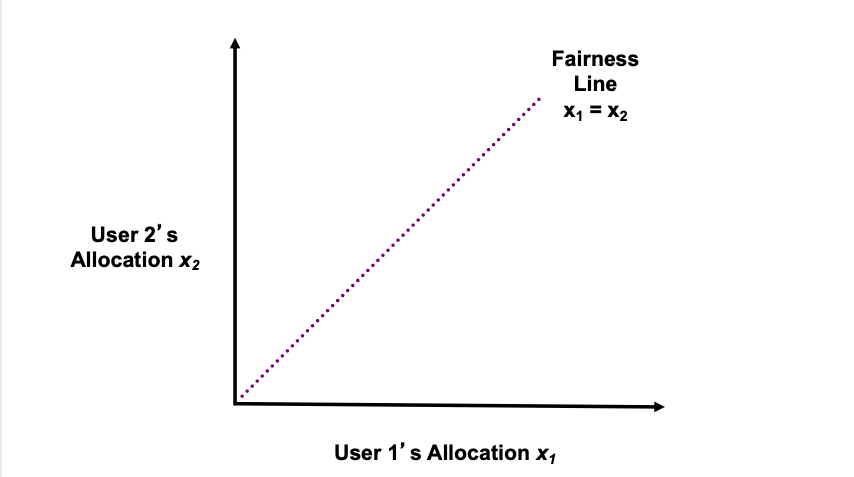 Fairness
Line
x₁ = x₂
User 2’s
Allocation x₂
User 1’s Allocation x₁